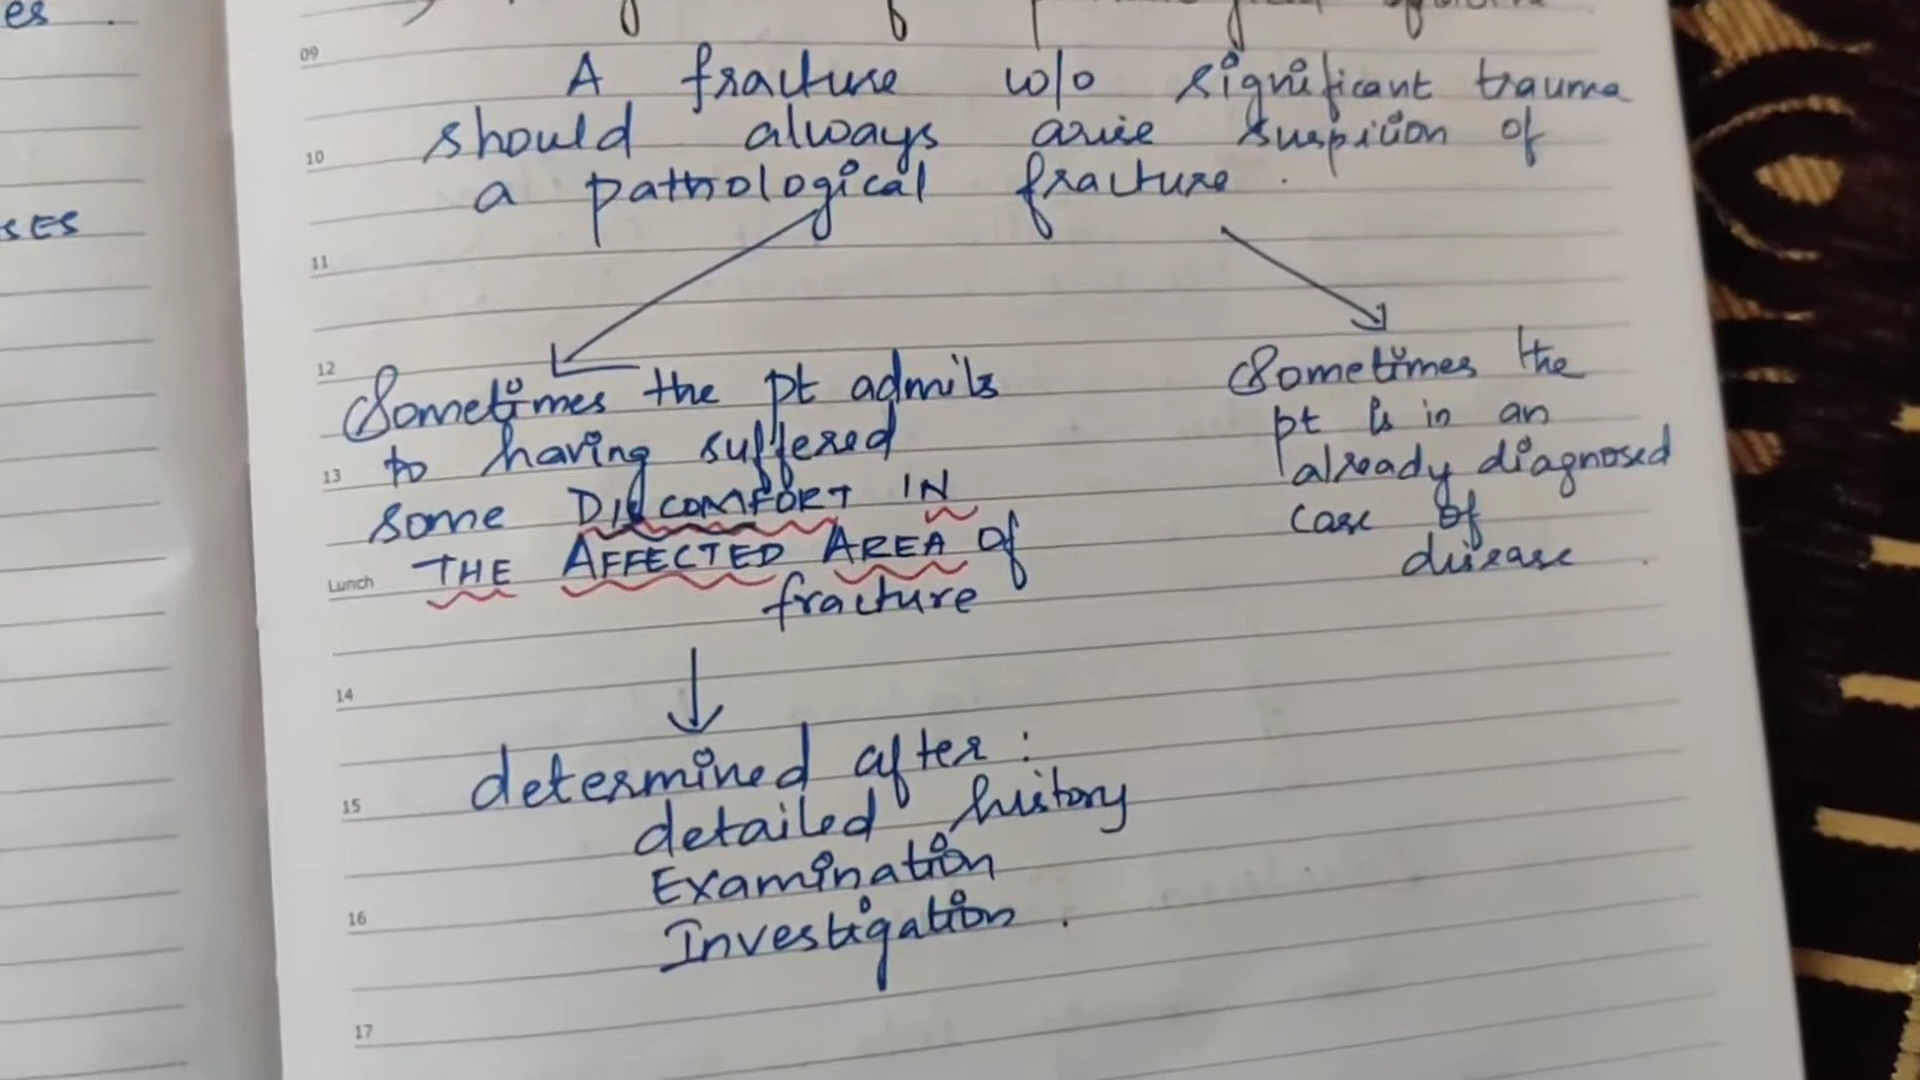 es
SES
09
A fracture w/o significant trauma
10
should always arise suspicion of
a pathological fracture.
11
12
Sometimes the pt admits
to having suffered
13
some DISCOMFORT IN
THE AFFECTED AREA of
Lunch
fracture
Sometimes the
pt is in an
already diagnosed
case of
disease
14
determined after :
15
detailed history
Examination
16
Investigation.
17